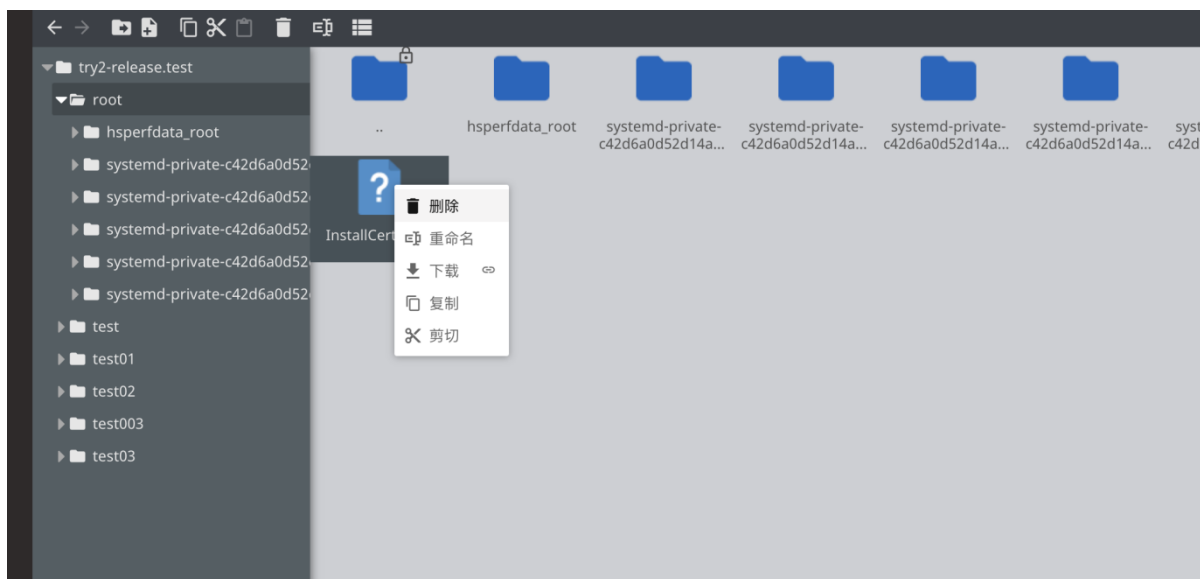 try2-release.test
root
hsperfdata_root
systemd-private-c42d6a0d52
systemd-private-c42d6a0d52
systemd-private-c42d6a0d52
systemd-private-c42d6a0d52
systemd-private-c42d6a0d52
test
test01
test02
test003
test03
..
hsperfdata_root
systemd-private-
c42d6a0d52d14a...
systemd-private-
c42d6a0d52d14a...
systemd-private-
c42d6a0d52d14a...
systemd-private-
c42d6a0d52d14a...
syst
c42d
InstallCert
删除
重命名
下载
复制
剪切